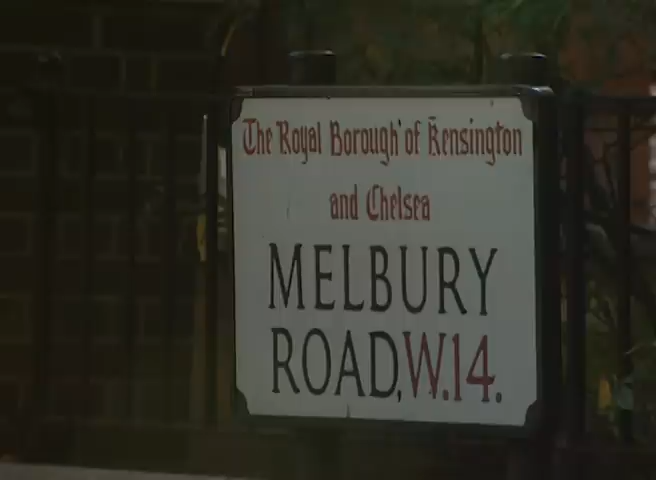 The Royal Borough of Kensington
and Chelsea
MELBURY
ROAD, W.14.